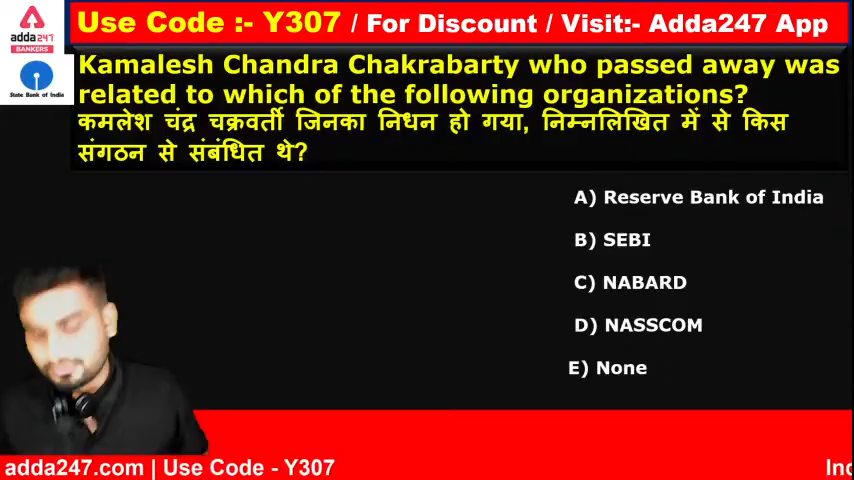 Use Code :- Y307 / For Discount / Visit:- Adda247 App
adda247
BANKERS
State Bank of India
Kamalesh Chandra Chakrabarty who passed away was
related to which of the following organizations?
कमलेश चंद्र चक्रवर्ती जिनका निधन हो गया, निम्नलिखित में से किस
संगठन से संबंधित थे?
A) Reserve Bank of India
B) SEBI
C) NABARD
D) NASSCOM
E) None
adda247.com | Use Code - Y307